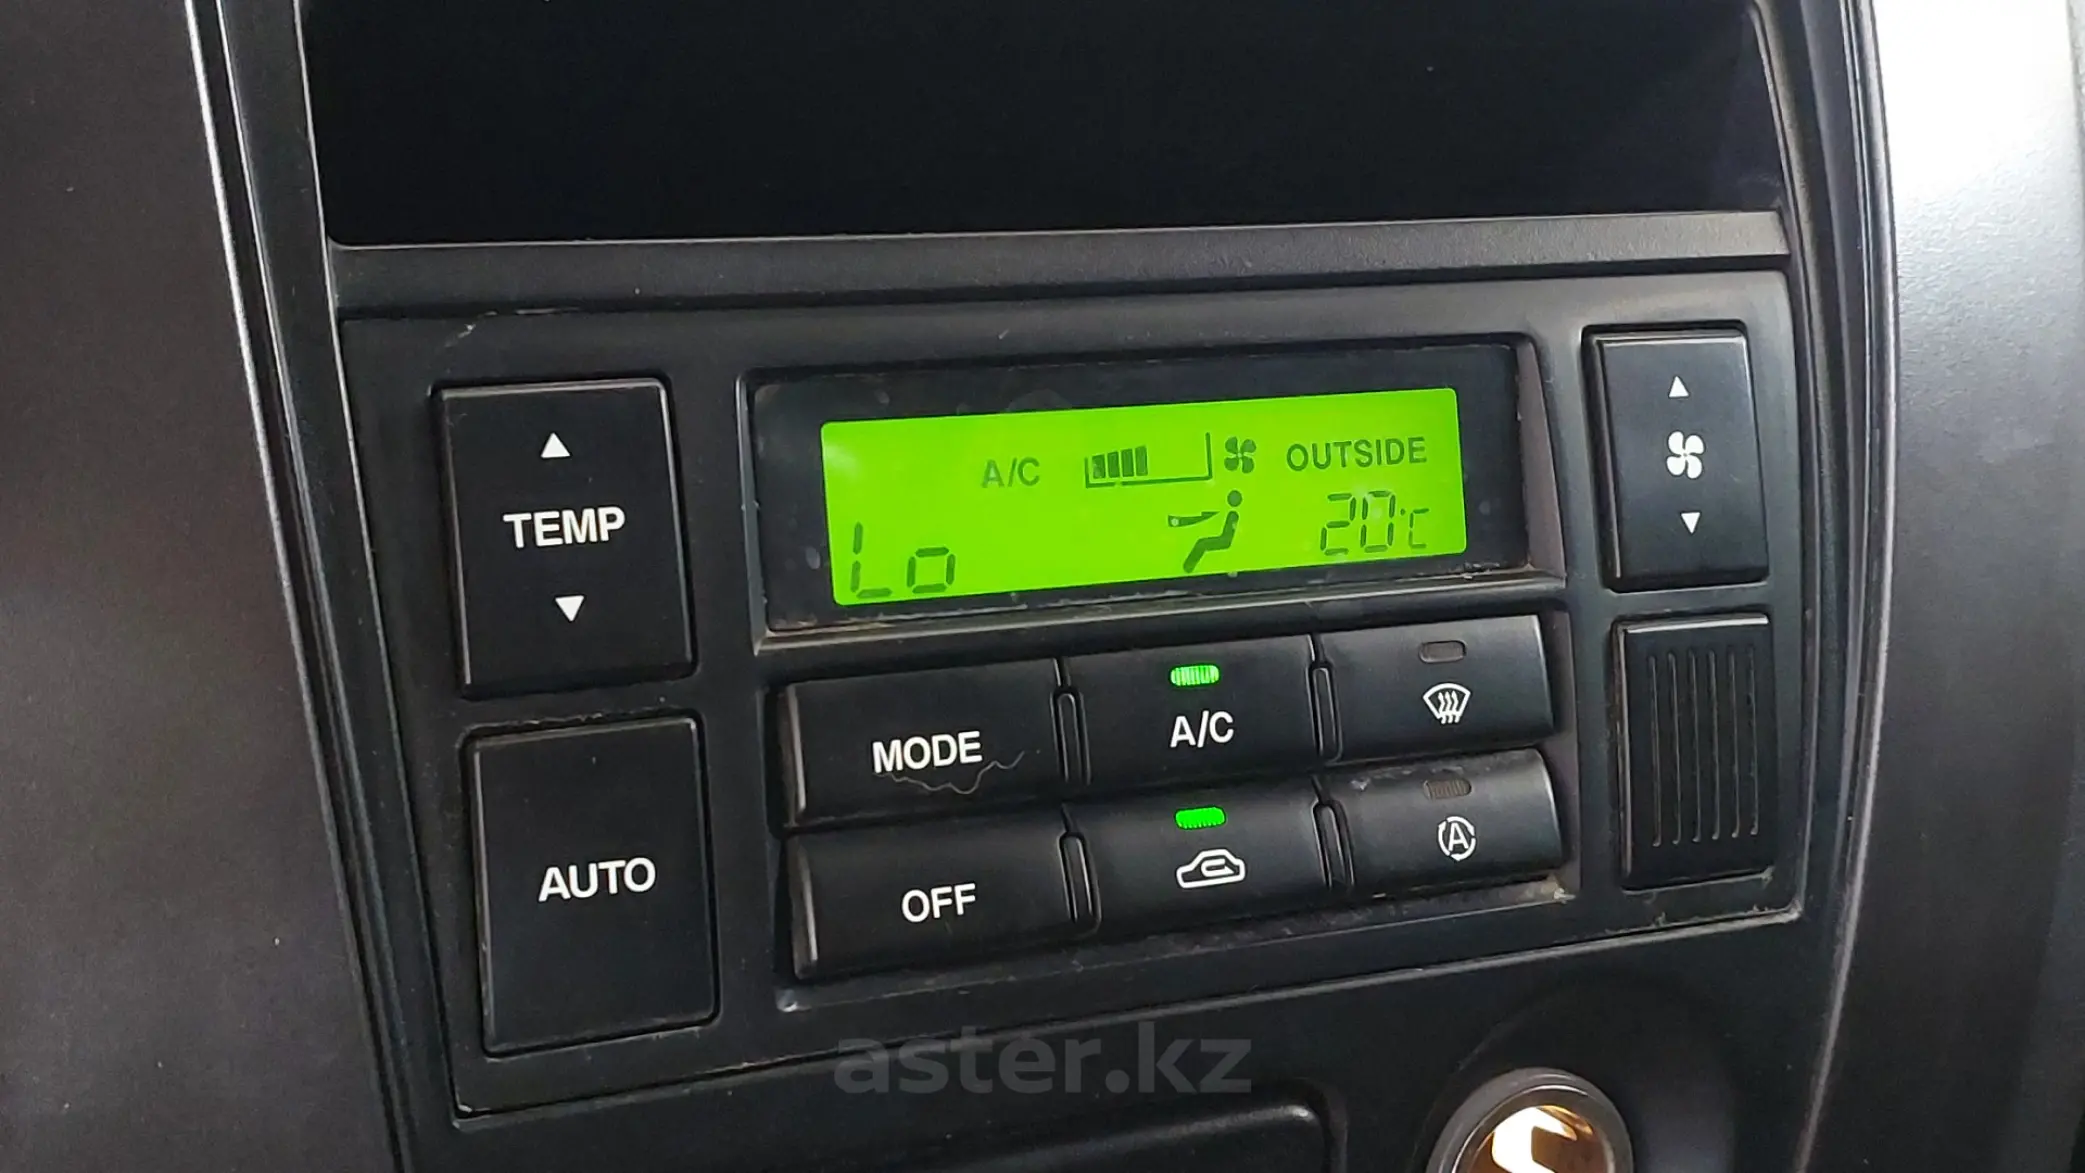 A/C OUTSIDE
Lo 20°C
TEMP
MODE
A/C
AUTO
OFF
A
aster.kz